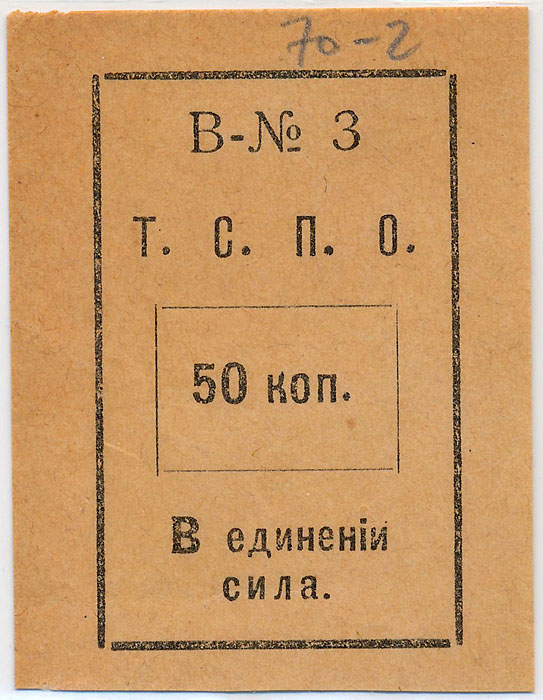 70-2
В-№ 3
Т. С. П. О.
50 коп.
В единеніи
сила.